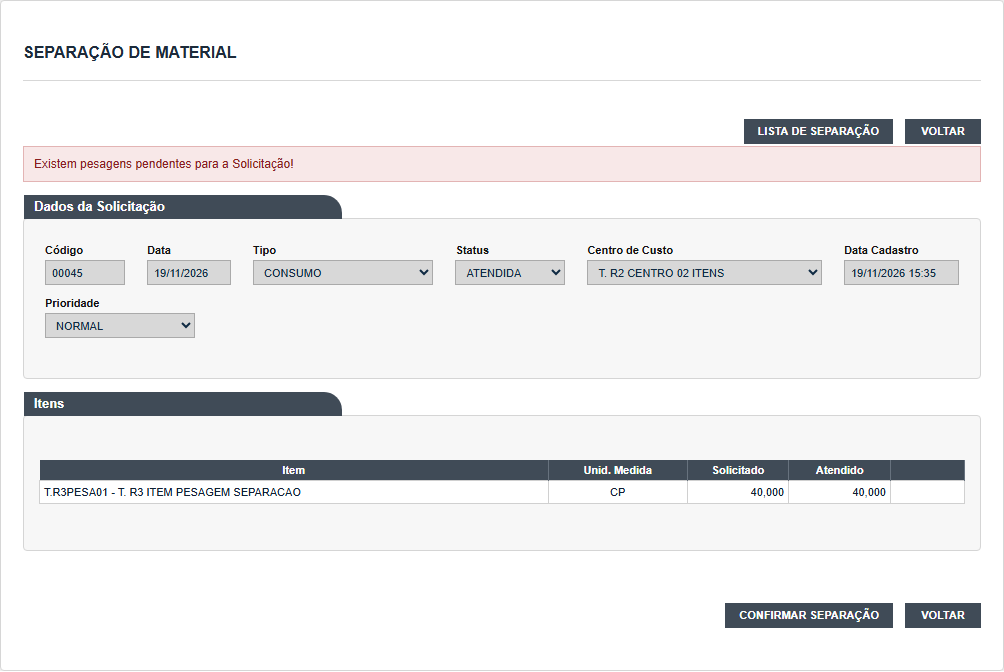 SEPARAÇÃO DE MATERIAL
LISTA DE SEPARAÇÃO VOLTAR
Existem pesagens pendentes para a Solicitação!
Dados da Solicitação
Código Data Tipo Status Centro de Custo Data Cadastro
00045 19/11/2026 CONSUMO ATENDIDA T. R2 CENTRO 02 ITENS 19/11/2026 15:35
Prioridade
NORMAL
Itens
Item Unid. Medida Solicitado Atendido
T.R3PESA01 - T. R3 ITEM PESAGEM SEPARACAO CP 40,000 40,000
CONFIRMAR SEPARAÇÃO VOLTAR